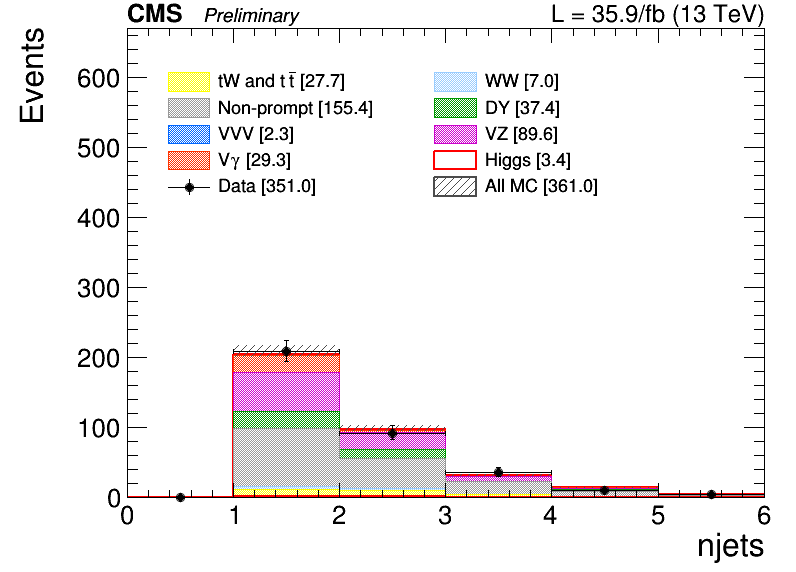 CMS Preliminary L = 35.9/fb (13 TeV)
Events
600
500
400
300
200
100
0
tW and t t̄ [27.7]
Non-prompt [155.4]
VVV [2.3]
Vγ [29.3]
Data [351.0]
WW [7.0]
DY [37.4]
VZ [89.6]
Higgs [3.4]
All MC [361.0]
0 1 2 3 4 5 6
njets